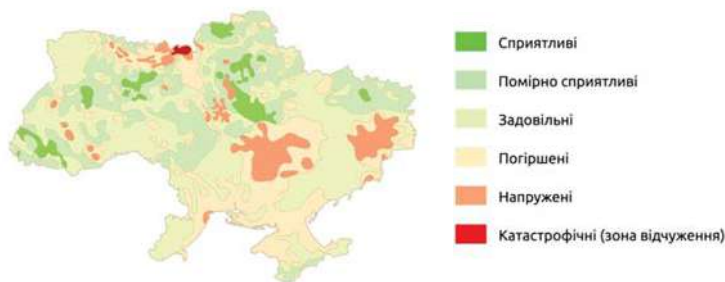 Сприятливі
Помірно сприятливі
Задовільні
Погіршені
Напружені
Катастрофічні (зона відчуження)